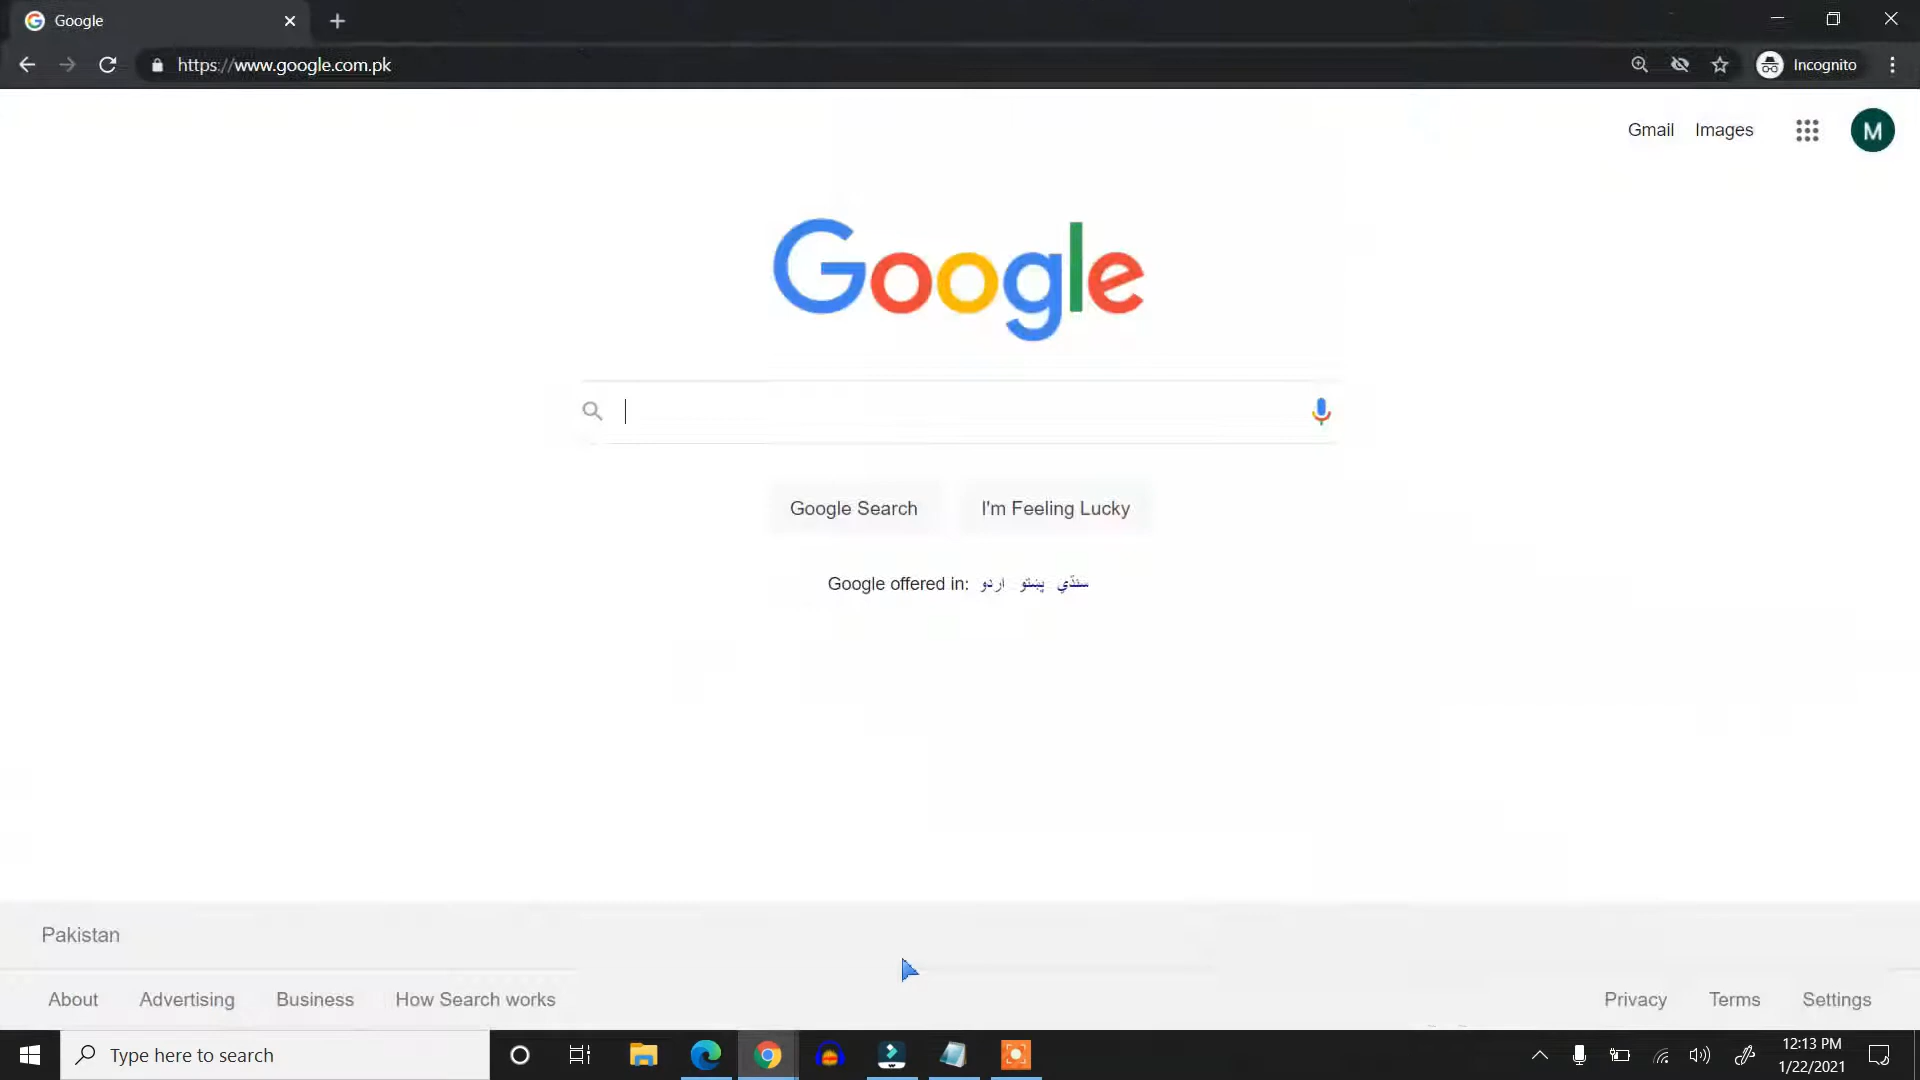 Google
https://www.google.com.pk
Incognito
Gmail Images
M
Google
Google Search I'm Feeling Lucky
Google offered in: اردو پښتو سنڌي
Pakistan
About Advertising Business How Search works
Privacy Terms Settings
Type here to search
12:13 PM
1/22/2021